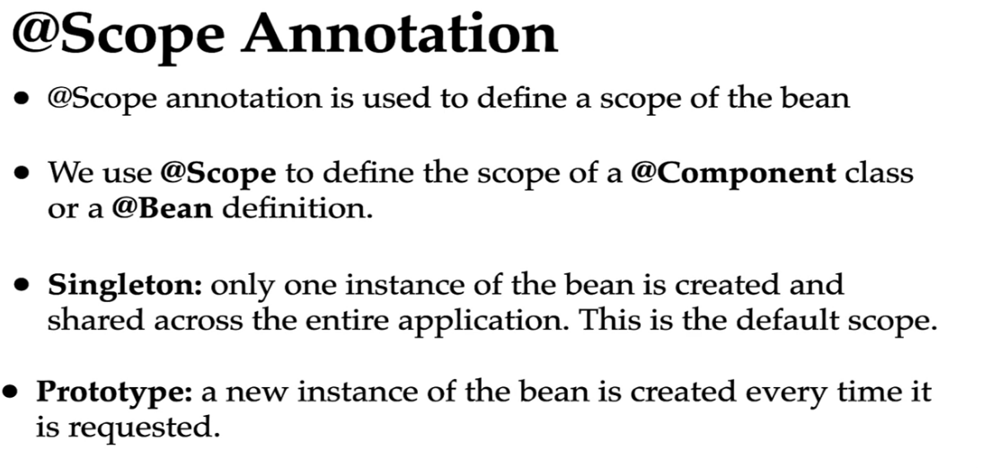 @Scope Annotation
• @Scope annotation is used to define a scope of the bean
• We use @Scope to define the scope of a @Component class
or a @Bean definition.
• Singleton: only one instance of the bean is created and
shared across the entire application. This is the default scope.
• Prototype: a new instance of the bean is created every time it
is requested.